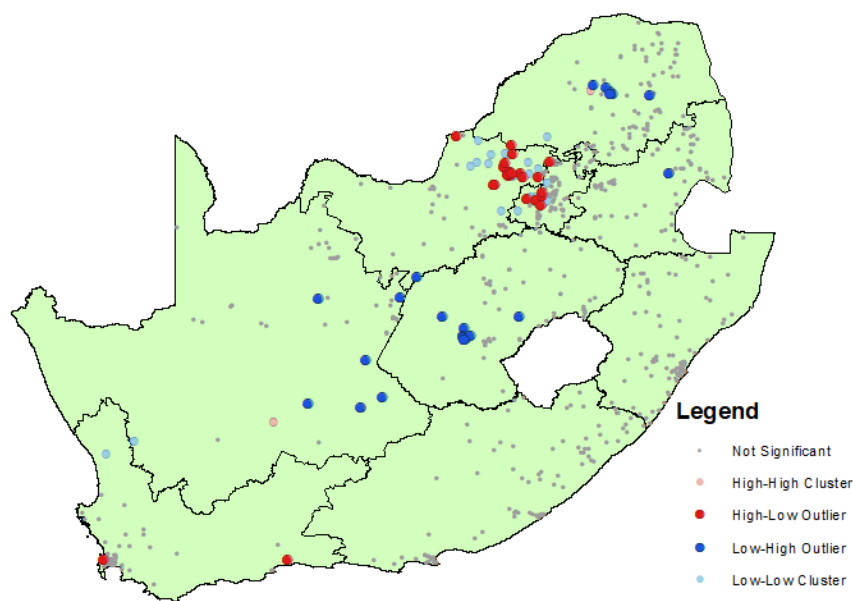 Legend
Not Significant
High-High Cluster
High-Low Outlier
Low-High Outlier
Low-Low Cluster